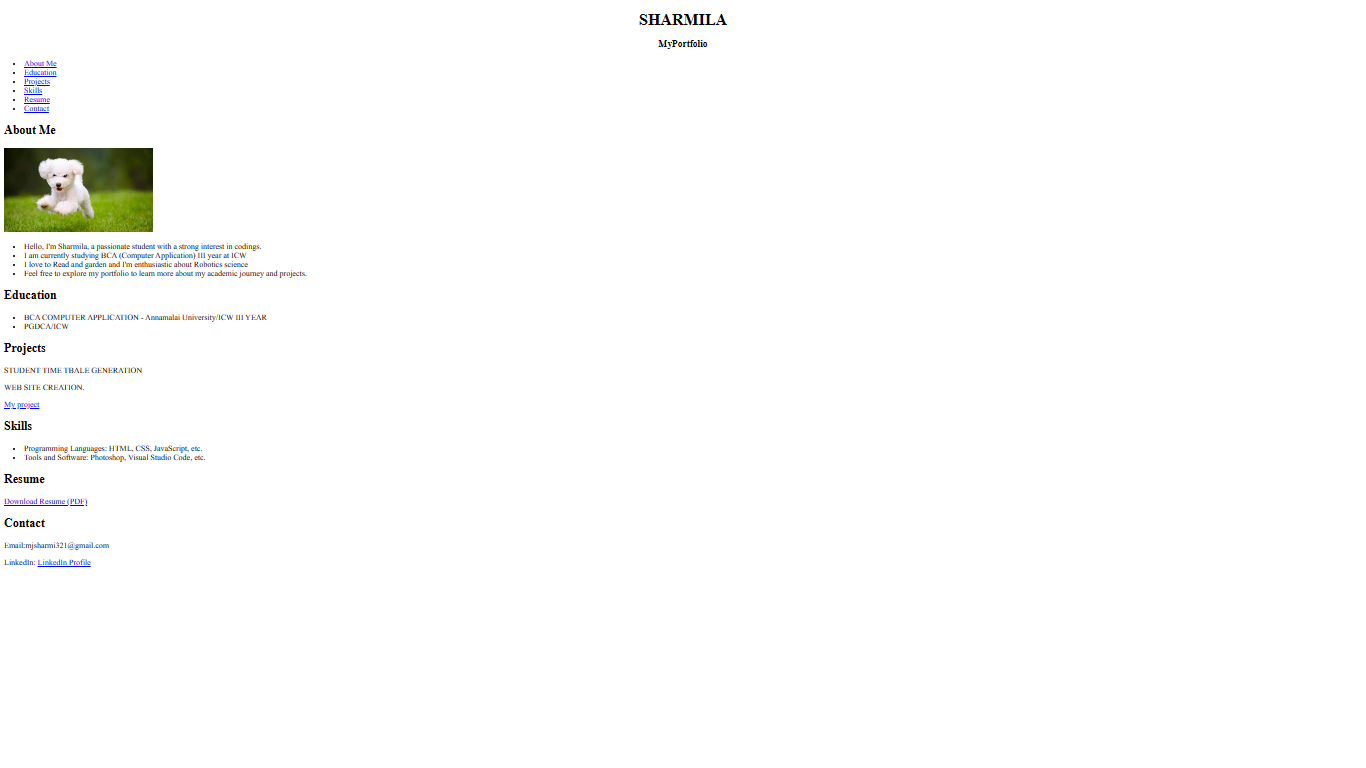 SHARMILA
MyPortfolio
About Me
Education
Projects
Skills
Resume
Contact
About Me
Hello, I'm Sharmila, a passionate student with a strong interest in codings.
I am currently studying BCA (Computer Application) III year at ICW
I love to Read and garden and I'm enthusiastic about Robotics science
Feel free to explore my portfolio to learn more about my academic journey and projects.
Education
BCA COMPUTER APPLICATION - Annamalai University/ICW III YEAR
PGDCA/ICW
Projects
STUDENT TIME TBALE GENERATION
WEB SITE CREATION.
My project
Skills
Programming Languages: HTML, CSS, JavaScript, etc.
Tools and Software: Photoshop, Visual Studio Code, etc.
Resume
Download Resume (PDF)
Contact
Email:mjsharmi321@gmail.com
LinkedIn: LinkedIn Profile